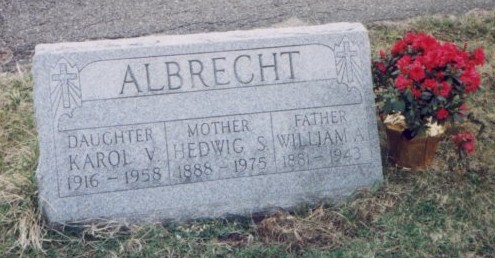 ALBRECHT
DAUGHTER
KAROL V.
1916 - 1958
MOTHER
HEDWIG S.
1888 - 1975
FATHER
WILLIAM A.
1881 - 1943